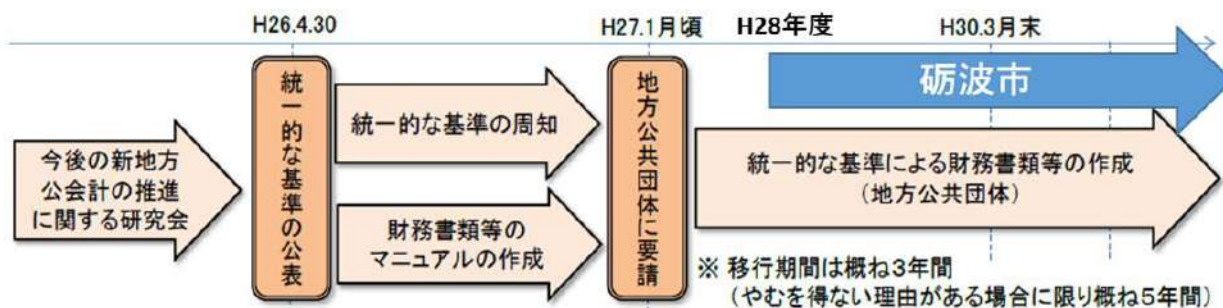 H26.4.30
H27.1月頃
H28年度
H30.3月末
砺波市
今後の新地方
公会計の推進
に関する研究会
統一的な基準の公表
統一的な基準の周知
財務書類等の
マニュアルの作成
地方公共団体に要請
統一的な基準による財務書類等の作成
(地方公共団体)
※ 移行期間は概ね3年間
(やむを得ない理由がある場合に限り概ね5年間)